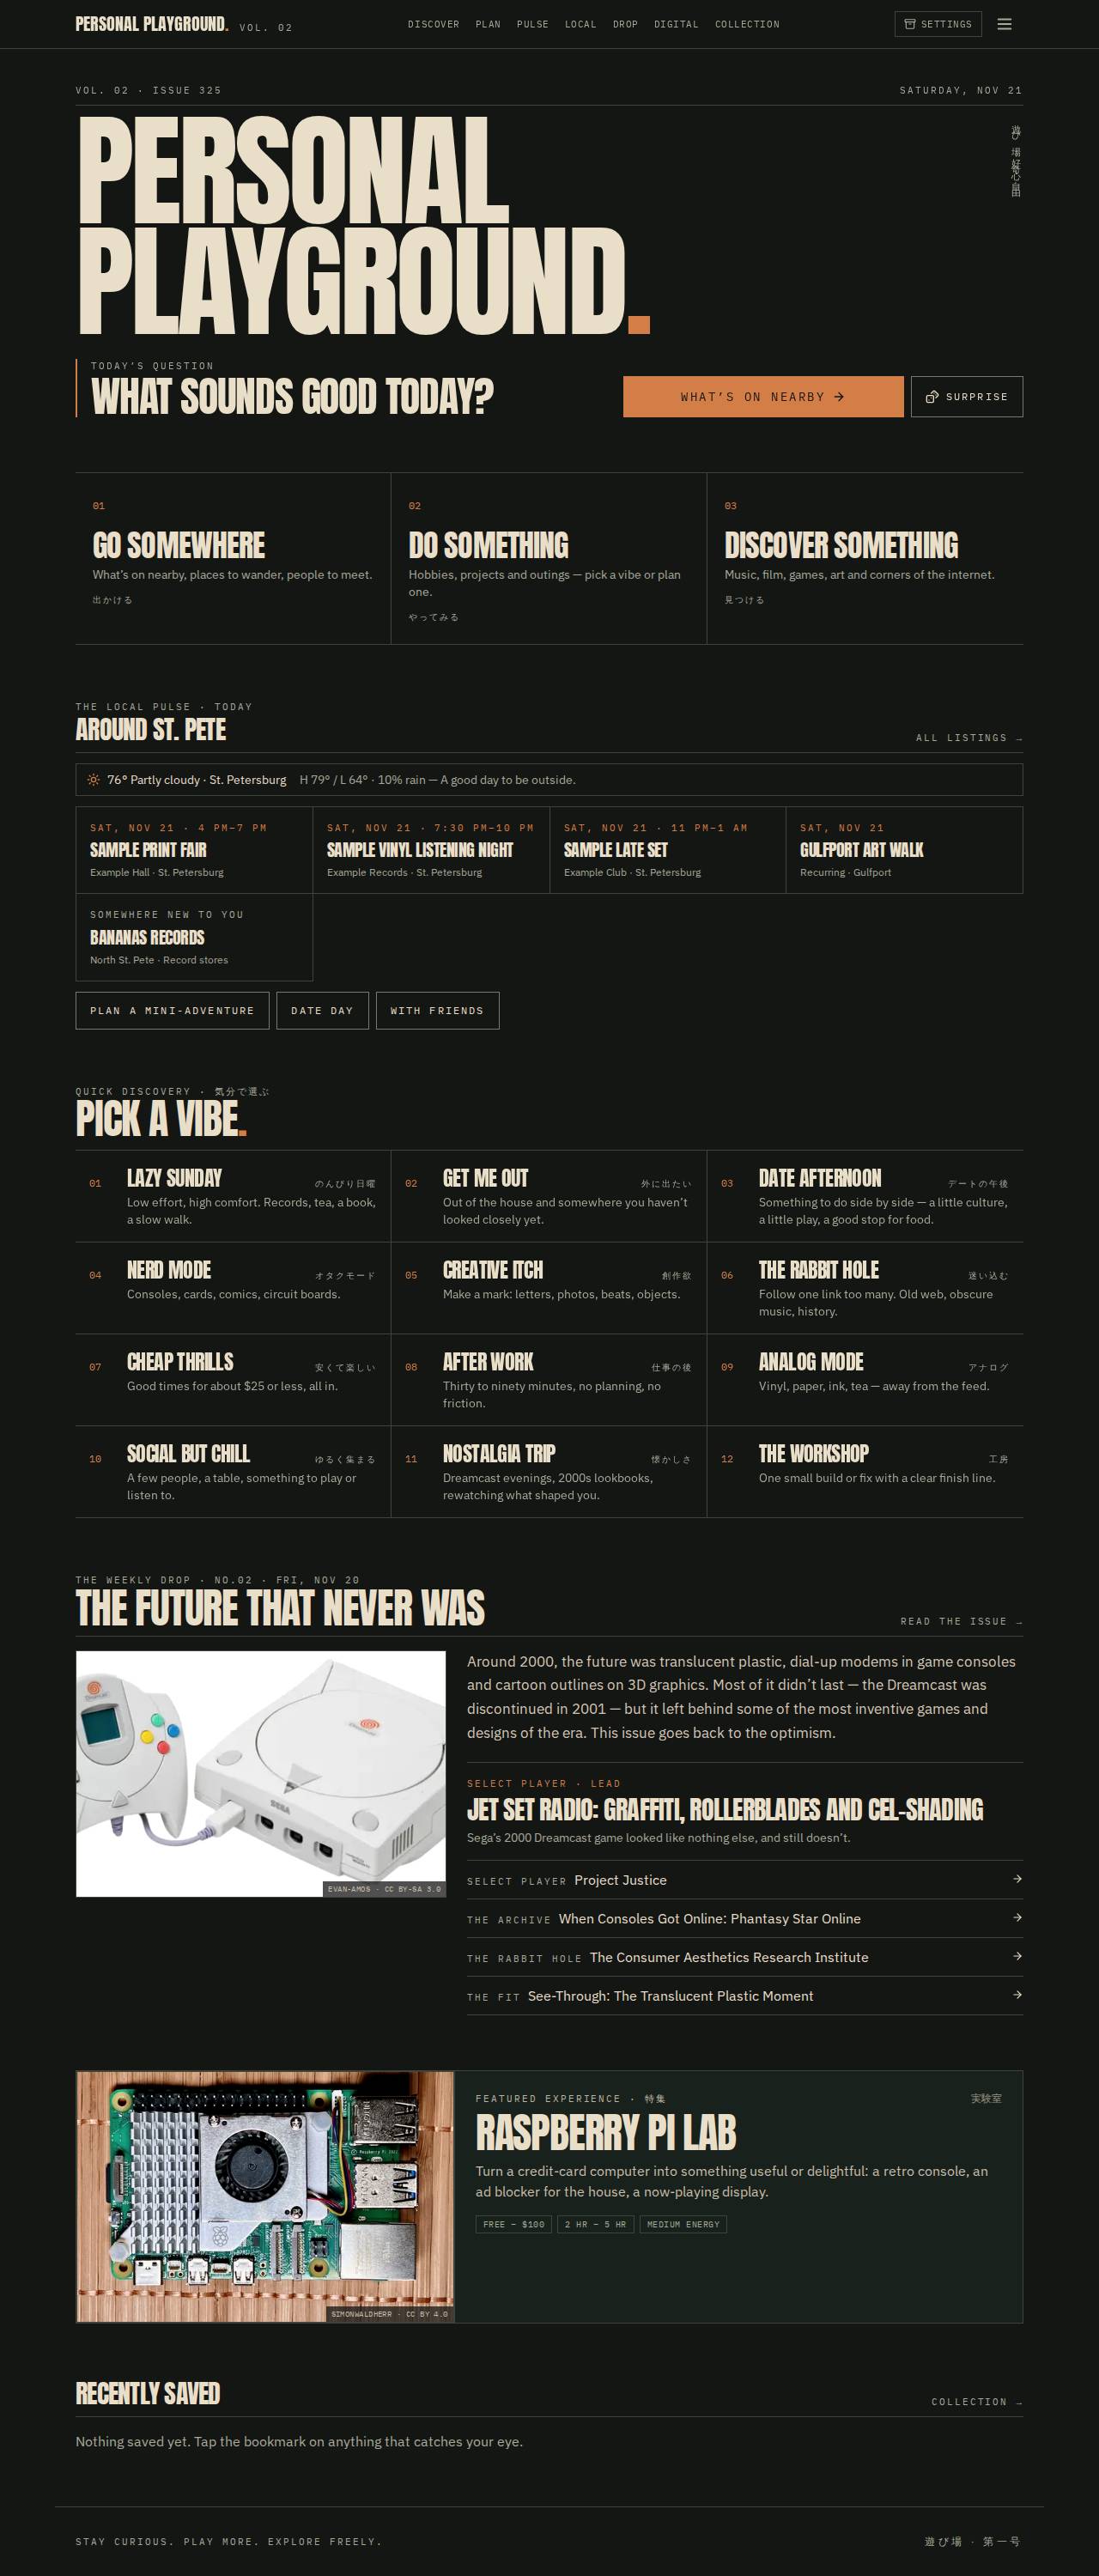 PERSONAL PLAYGROUND. VOL. 02
DISCOVER PLAN PULSE LOCAL DROP DIGITAL COLLECTION
SETTINGS
VOL. 02 · ISSUE 325
SATURDAY, NOV 21
PERSONAL
PLAYGROUND.
遊び場 好奇心 自由
TODAY'S QUESTION
WHAT SOUNDS GOOD TODAY?
WHAT'S ON NEARBY →
SURPRISE
01
GO SOMEWHERE
What's on nearby, places to wander, people to meet.
出かける
02
DO SOMETHING
Hobbies, projects and outings — pick a vibe or plan
one.
やってみる
03
DISCOVER SOMETHING
Music, film, games, art and corners of the internet.
見つける
THE LOCAL PULSE · TODAY
AROUND ST. PETE
ALL LISTINGS →
76° Partly cloudy · St. Petersburg H 79° / L 64° · 10% rain — A good day to be outside.
SAT, NOV 21 · 4 PM–7 PM
SAMPLE PRINT FAIR
Example Hall · St. Petersburg
SAT, NOV 21 · 7:30 PM–10 PM
SAMPLE VINYL LISTENING NIGHT
Example Records · St. Petersburg
SAT, NOV 21 · 11 PM–1 AM
SAMPLE LATE SET
Example Club · St. Petersburg
SAT, NOV 21
GULFPORT ART WALK
Recurring · Gulfport
SOMEWHERE NEW TO YOU
BANANAS RECORDS
North St. Pete · Record stores
PLAN A MINI-ADVENTURE
DATE DAY
WITH FRIENDS
QUICK DISCOVERY · 気分で選ぶ
PICK A VIBE.
01 LAZY SUNDAY のんびり日曜
Low effort, high comfort. Records, tea, a book,
a slow walk.
02 GET ME OUT 外に出たい
Out of the house and somewhere you haven't
looked closely yet.
03 DATE AFTERNOON デートの午後
Something to do side by side — a little culture,
a little play, a good stop for food.
04 NERD MODE オタクモード
Consoles, cards, comics, circuit boards.
05 CREATIVE ITCH 創作欲
Make a mark: letters, photos, beats, objects.
06 THE RABBIT HOLE 迷い込む
Follow one link too many. Old web, obscure
music, history.
07 CHEAP THRILLS 安くて楽しい
Good times for about $25 or less, all in.
08 AFTER WORK 仕事の後
Thirty to ninety minutes, no planning, no
friction.
09 ANALOG MODE アナログ
Vinyl, paper, ink, tea — away from the feed.
10 SOCIAL BUT CHILL ゆるく集まる
A few people, a table, something to play or
listen to.
11 NOSTALGIA TRIP 懐かしさ
Dreamcast evenings, 2000s lookbooks,
rewatching what shaped you.
12 THE WORKSHOP 工房
One small build or fix with a clear finish line.
THE WEEKLY DROP · NO.02 · FRI, NOV 20
THE FUTURE THAT NEVER WAS
READ THE ISSUE →
SEGA
EVAN-AMOS · CC BY-SA 3.0
Around 2000, the future was translucent plastic, dial-up modems in game consoles
and cartoon outlines on 3D graphics. Most of it didn't last — the Dreamcast was
discontinued in 2001 — but it left behind some of the most inventive games and
designs of the era. This issue goes back to the optimism.
SELECT PLAYER · LEAD
JET SET RADIO: GRAFFITI, ROLLERBLADES AND CEL-SHADING
Sega's 2000 Dreamcast game looked like nothing else, and still doesn't.
SELECT PLAYER Project Justice →
THE ARCHIVE When Consoles Got Online: Phantasy Star Online →
THE RABBIT HOLE The Consumer Aesthetics Research Institute →
THE FIT See-Through: The Translucent Plastic Moment →
SIMONWALDHERR · CC BY 4.0
FEATURED EXPERIENCE · 特集
実験室
RASPBERRY PI LAB
Turn a credit-card computer into something useful or delightful: a retro console, an
ad blocker for the house, a now-playing display.
FREE – $100
2 HR – 5 HR
MEDIUM ENERGY
RECENTLY SAVED
COLLECTION →
Nothing saved yet. Tap the bookmark on anything that catches your eye.
STAY CURIOUS. PLAY MORE. EXPLORE FREELY.
遊び場 · 第一号